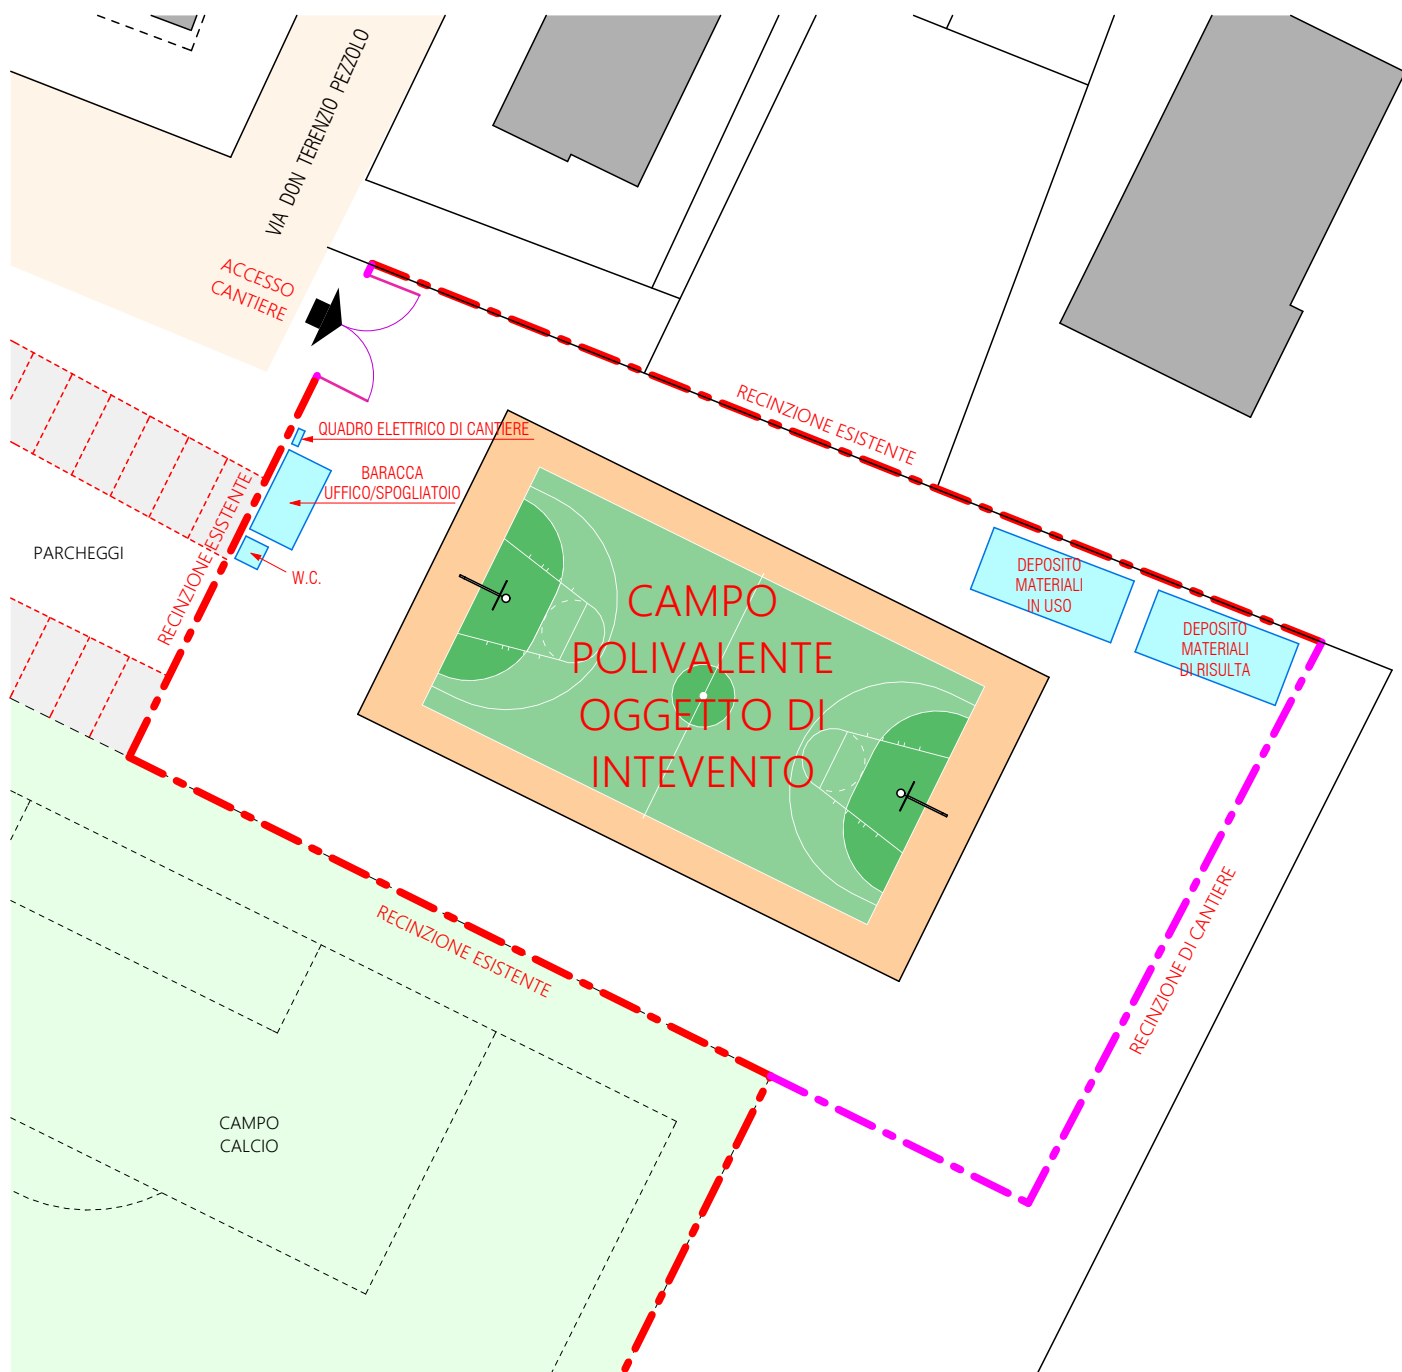 VIA DON TERENZIO PEZZOLO
ACCESSO
CANTIERE
RECINZIONE ESISTENTE
QUADRO ELETTRICO DI CANTIERE
BARACCA
UFFICO/SPOGLIATOIO
W.C.
RECINZIONE ESISTENTE
PARCHEGGI
DEPOSITO
MATERIALI
IN USO
DEPOSITO
MATERIALI
DI RISULTA
CAMPO
POLIVALENTE
OGGETTO DI
INTEVENTO
RECINZIONE ESISTENTE
RECINZIONE DI CANTIERE
CAMPO
CALCIO